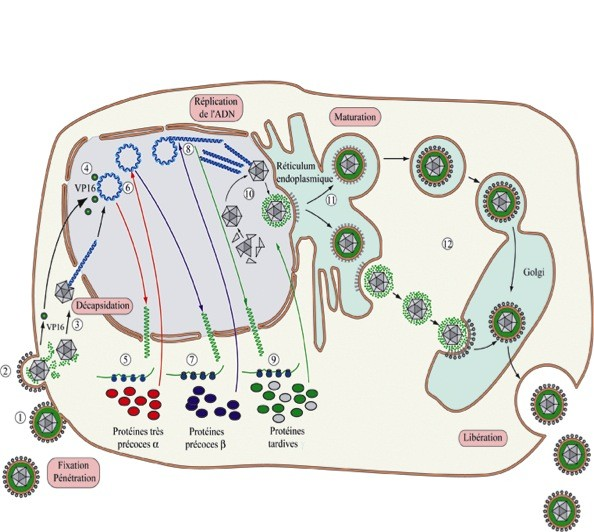 Réplication
de l'ADN
Maturation
④
VP16
⑥
⑧
⑩
Réticulum
endoplasmique
⑪
⑫
Golgi
Décapsidation
VP16
③
②
①
⑤
⑦
⑨
Protéines très
précoces α
Protéines
précoces β
Protéines
tardives
Libération
Fixation
Pénétration